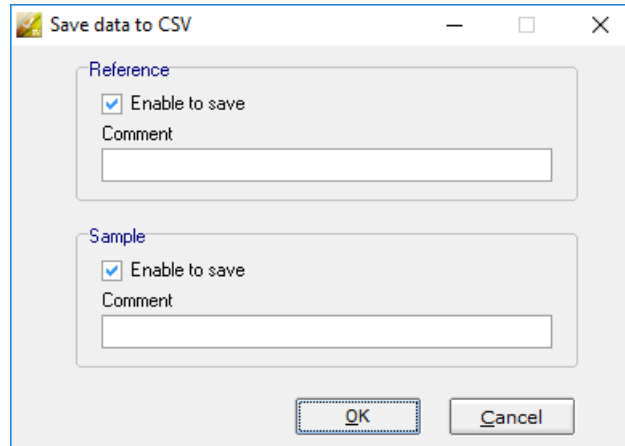 Save data to CSV
Reference
Enable to save
Comment
Sample
Enable to save
Comment
OK
Cancel